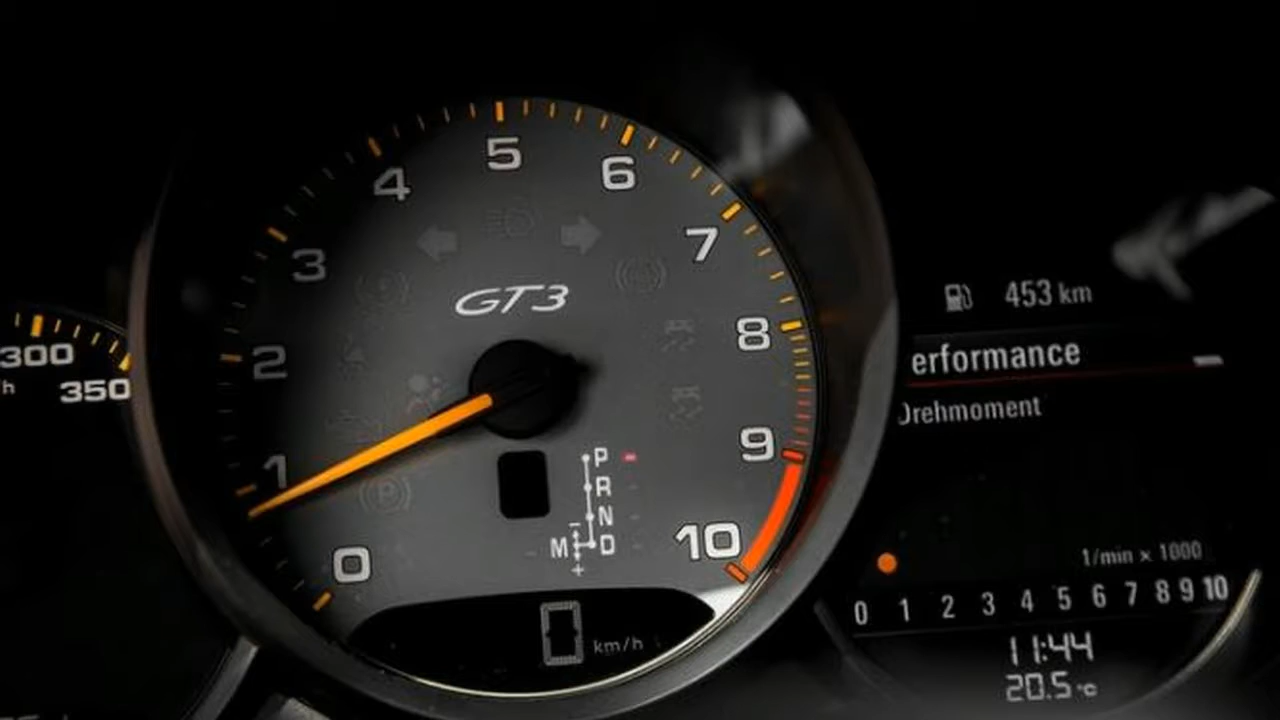 0
1
2
3
4
5
6
7
8
9
10
GT3
P
R
N
M D
+
0 km/h
300
350
h
453 km
erformance
Drehmoment
1/min x 1000
0 1 2 3 4 5 6 7 8 9 10
11:44
20.5 °C